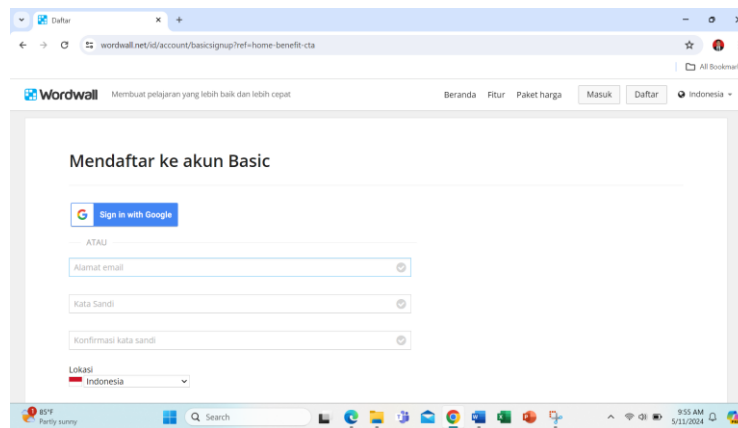 Daftar
wordwall.net/id/account/basicsignup?ref=home-benefit-cta
All Bookmar
Wordwall Membuat pelajaran yang lebih baik dan lebih cepat Beranda Fitur Paket harga Masuk Daftar Indonesia
Mendaftar ke akun Basic
Sign in with Google
ATAU
Alamat email
Kata Sandi
Konfirmasi kata sandi
Lokasi
Indonesia
1 85°F
Partly sunny
Search
9:55 AM
5/11/2024